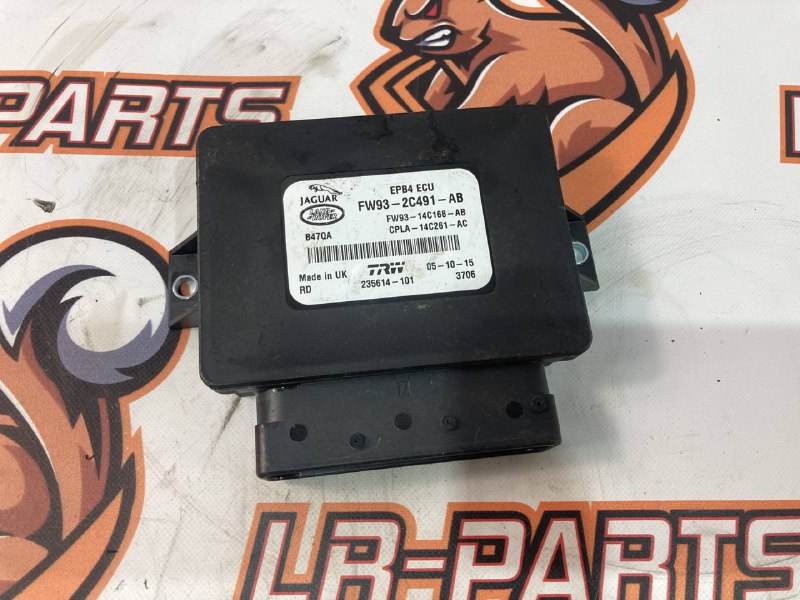 R-PARTS
EPB4 ECU
JAGUAR
FW93-2C491-AB
LAND-
ROVER
FW93-14C168-AB
B47QA
CPLA-14C261-AC
Made in UK
TRW
05-10-15
RD
235614-101
3706
LR-PARTS